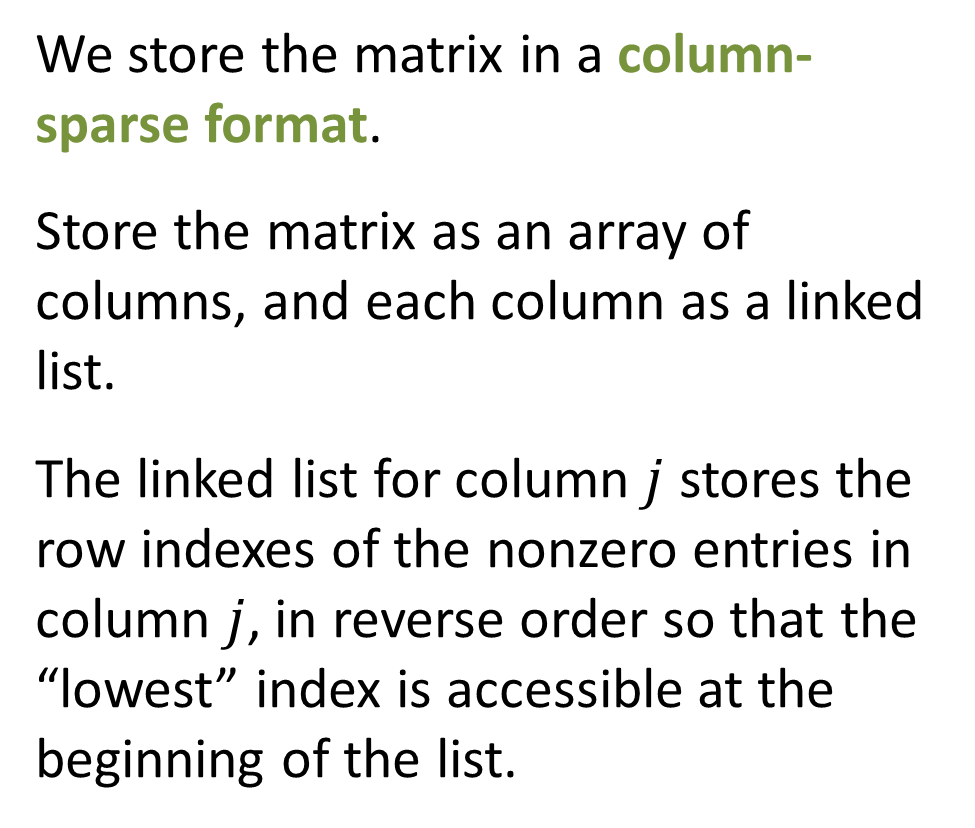 We store the matrix in a column-
sparse format.
Store the matrix as an array of
columns, and each column as a linked
list.
The linked list for column j stores the
row indexes of the nonzero entries in
column j, in reverse order so that the
“lowest” index is accessible at the
beginning of the list.